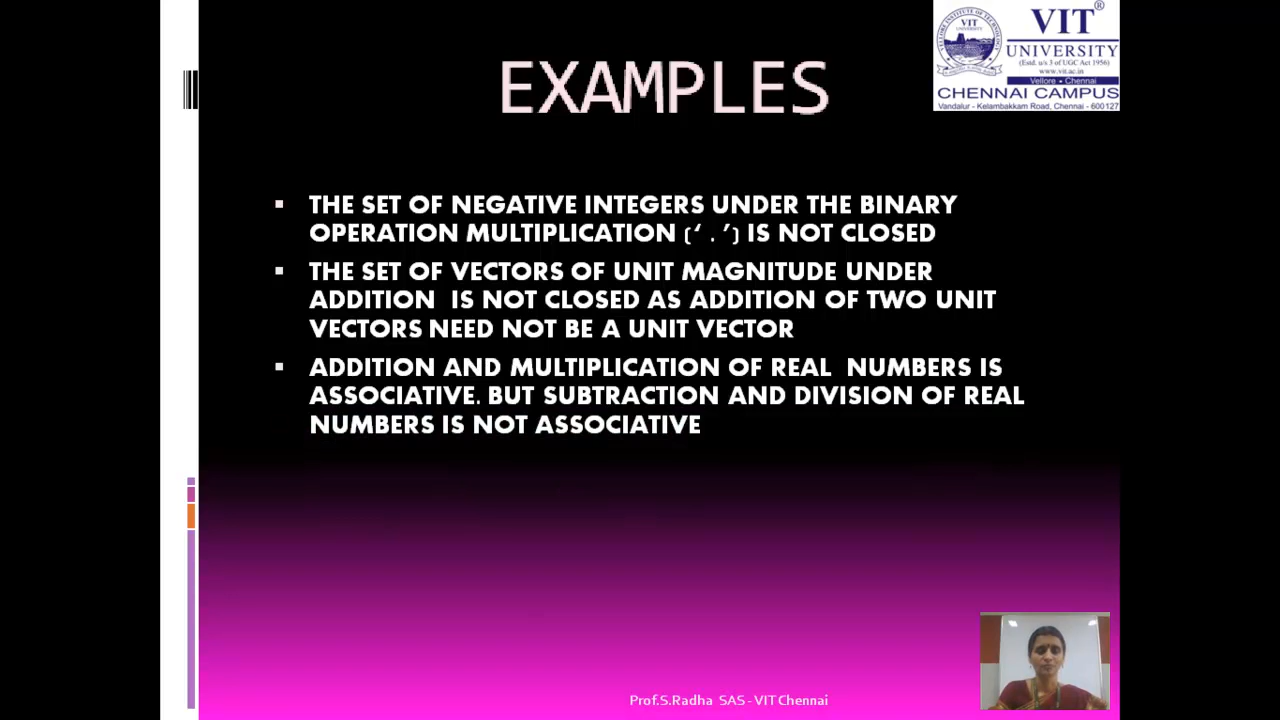 VIT®
VIT
UNIVERSITY
(Estd. u/s 3 of UGC Act 1956)
www.vit.ac.in
Vellore • Chennai
CHENNAI CAMPUS
Vandalur - Kelambakkam Road, Chennai - 600127
EXAMPLES
▪ THE SET OF NEGATIVE INTEGERS UNDER THE BINARY
OPERATION MULTIPLICATION (‘ . ’) IS NOT CLOSED
▪ THE SET OF VECTORS OF UNIT MAGNITUDE UNDER
ADDITION IS NOT CLOSED AS ADDITION OF TWO UNIT
VECTORS NEED NOT BE A UNIT VECTOR
▪ ADDITION AND MULTIPLICATION OF REAL NUMBERS IS
ASSOCIATIVE. BUT SUBTRACTION AND DIVISION OF REAL
NUMBERS IS NOT ASSOCIATIVE
Prof.S.Radha SAS - VIT Chennai